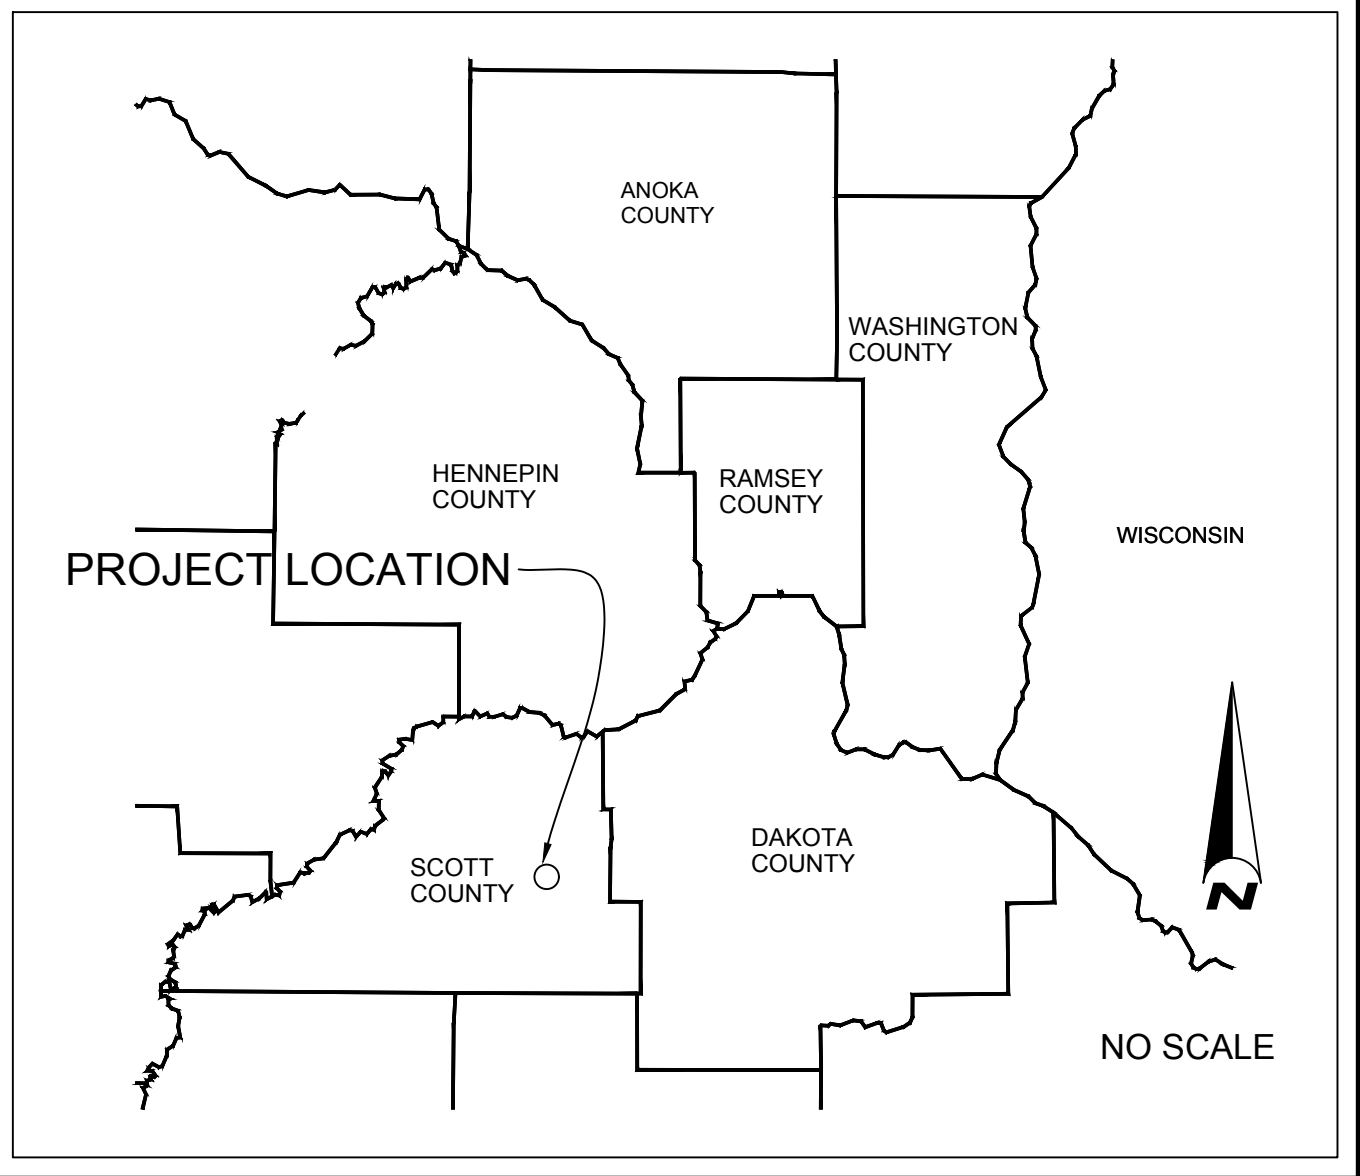 ANOKA
COUNTY
WASHINGTON
COUNTY
HENNEPIN
COUNTY
RAMSEY
COUNTY
WISCONSIN
PROJECT LOCATION
DAKOTA
COUNTY
SCOTT
COUNTY
N
NO SCALE